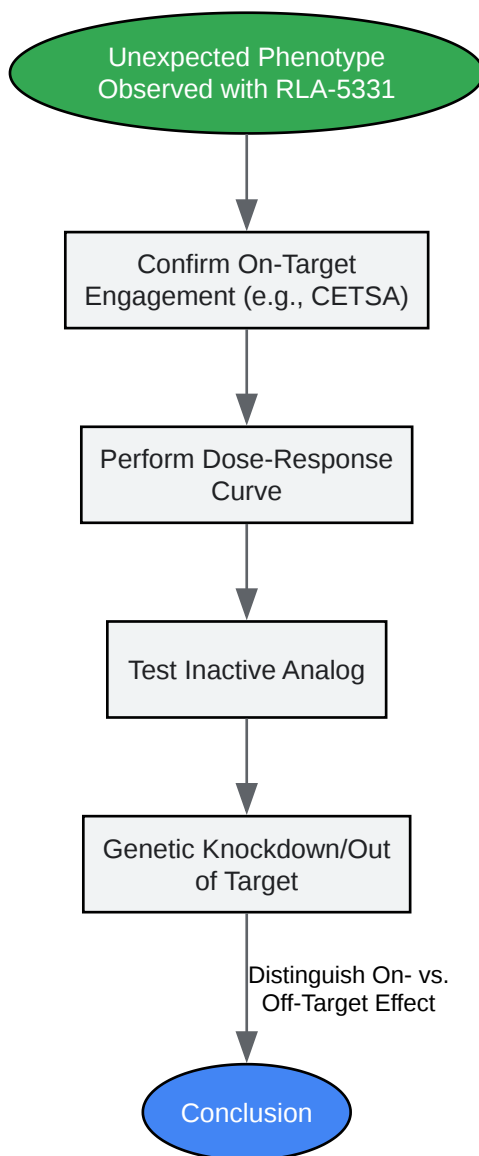 Unexpected Phenotype
Observed with RLA-5331
Confirm On-Target
Engagement (e.g., CETSA)
Perform Dose-Response
Curve
Test Inactive Analog
Genetic Knockdown/Out
of Target
Distinguish On- vs.
Off-Target Effect
Conclusion